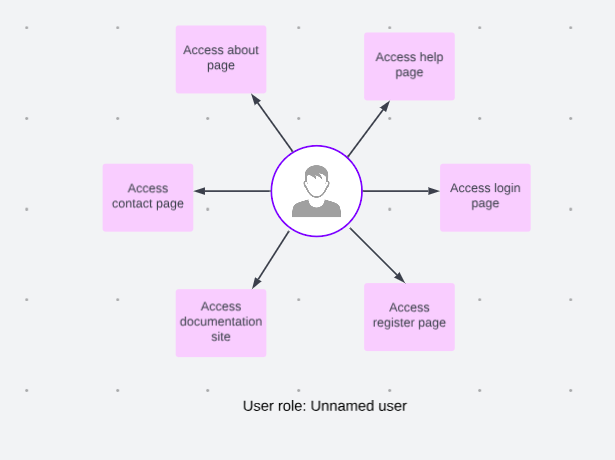 Access about
page
Access help
page
Access
contact page
Access login
page
Access
documentation
site
Access
register page
User role: Unnamed user